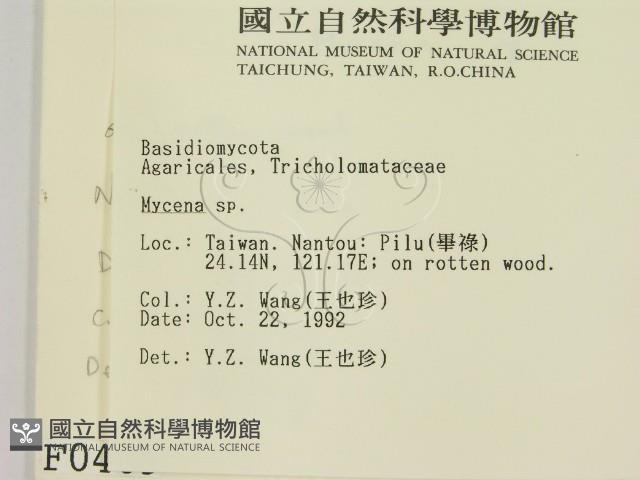 國立自然科學博物館
NATIONAL MUSEUM OF NATURAL SCIENCE
TAICHUNG, TAIWAN, R.O.CHINA
Basidiomycota
Agaricales, Tricholomataceae
Mycena sp.
Loc.: Taiwan. Nantou: Pilu(畢祿)
24.14N, 121.17E; on rotten wood.
Col.: Y.Z. Wang(王也珍)
Date: Oct. 22, 1992
Det.: Y.Z. Wang(王也珍)
國立自然科學博物館
NATIONAL MUSEUM OF NATURAL SCIENCE